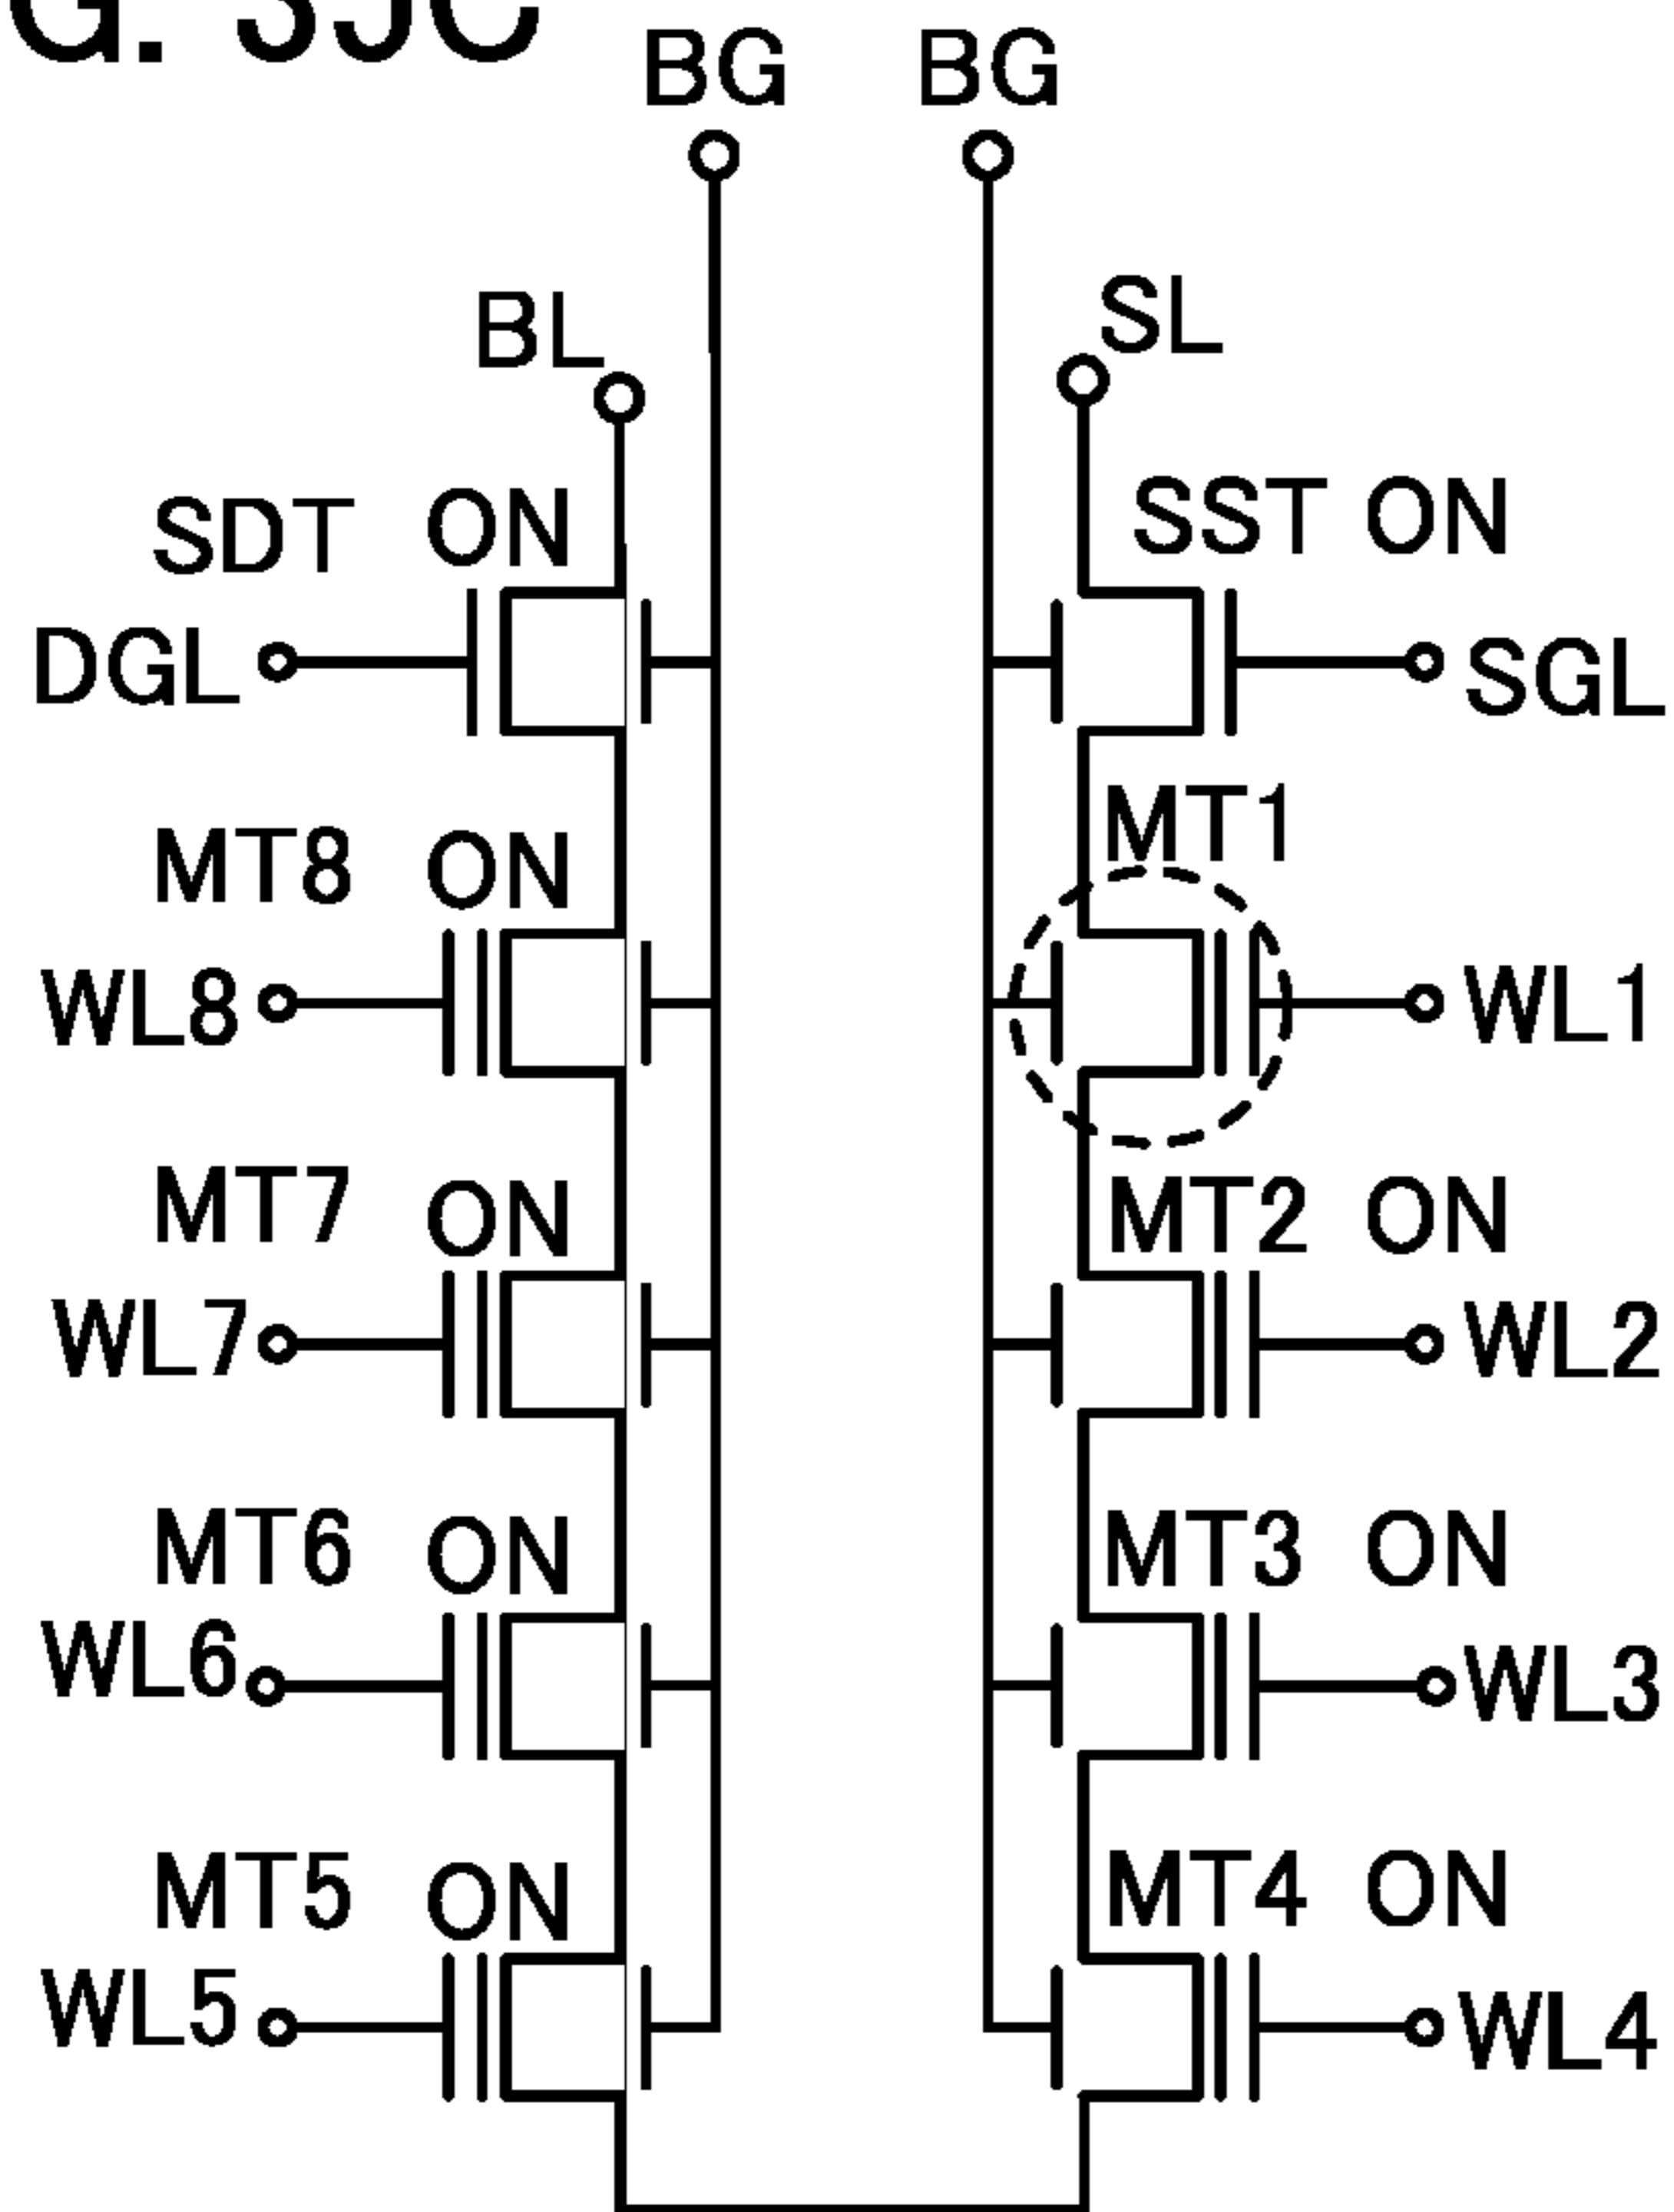 G. 35C
BG BG
BL SL
SDT ON SST ON
DGL SGL
MT8 ON MT1
WL8 WL1
MT7 ON MT2 ON
WL7 WL2
MT6 ON MT3 ON
WL6 WL3
MT5 ON MT4 ON
WL5 WL4